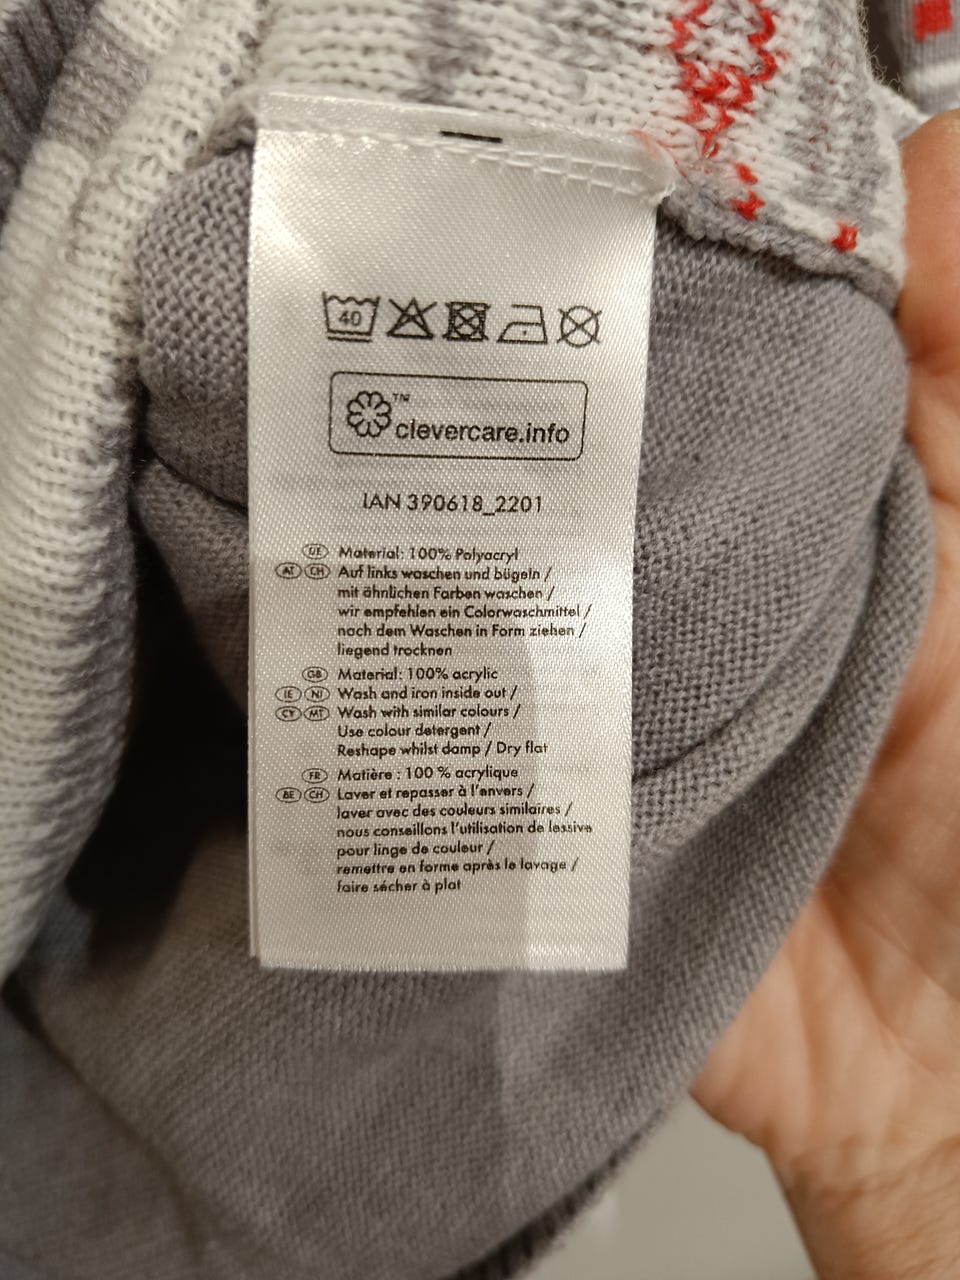 40
clevercare.info™
IAN 390618_2201
DE Material: 100% Polyacryl
AT CH Auf links waschen und bügeln /
mit ähnlichen Farben waschen /
wir empfehlen ein Colorwaschmittel /
nach dem Waschen in Form ziehen /
liegend trocknen
GB Material: 100% acrylic
IE NI Wash and iron inside out /
CY MT Wash with similar colours /
Use colour detergent /
Reshape whilst damp / Dry flat
FR Matière : 100 % acrylique
BE CH Laver et repasser à l'envers /
laver avec des couleurs similaires /
nous conseillons l'utilisation de lessive
pour linge de couleur /
remettre en forme après le lavage /
faire sécher à plat